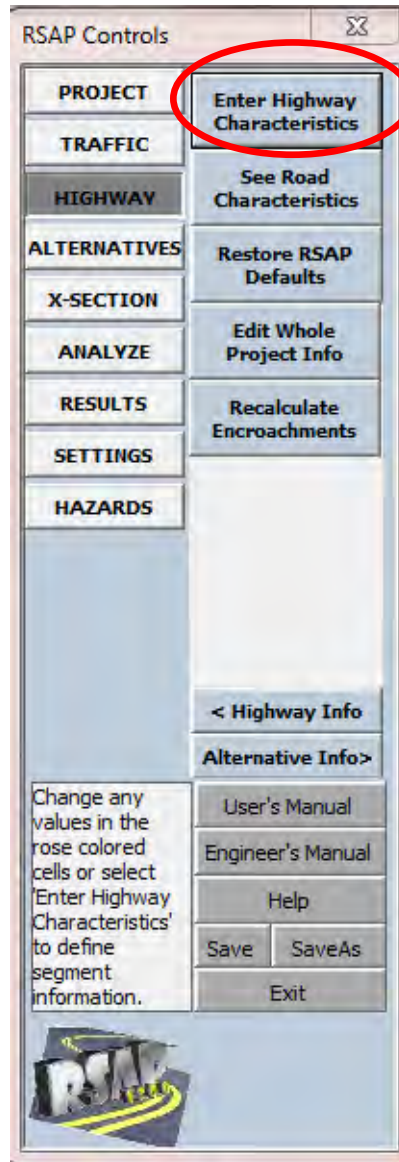 RSAP Controls
PROJECT
TRAFFIC
HIGHWAY
ALTERNATIVES
X-SECTION
ANALYZE
RESULTS
SETTINGS
HAZARDS
Enter Highway
Characteristics
See Road
Characteristics
Restore RSAP
Defaults
Edit Whole
Project Info
Recalculate
Encroachments
< Highway Info
Alternative Info>
Change any
values in the
rose colored
cells or select
'Enter Highway
Characteristics'
to define
segment
information.
User's Manual
Engineer's Manual
Help
Save
SaveAs
Exit
RSAP